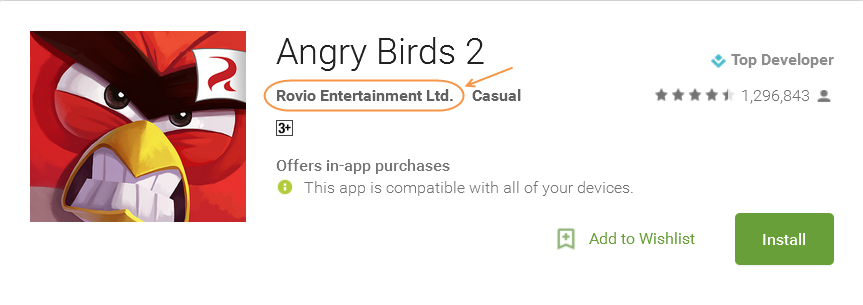 Angry Birds 2
Top Developer
Rovio Entertainment Ltd. Casual
1,296,843
3+
Offers in-app purchases
This app is compatible with all of your devices.
Add to Wishlist
Install